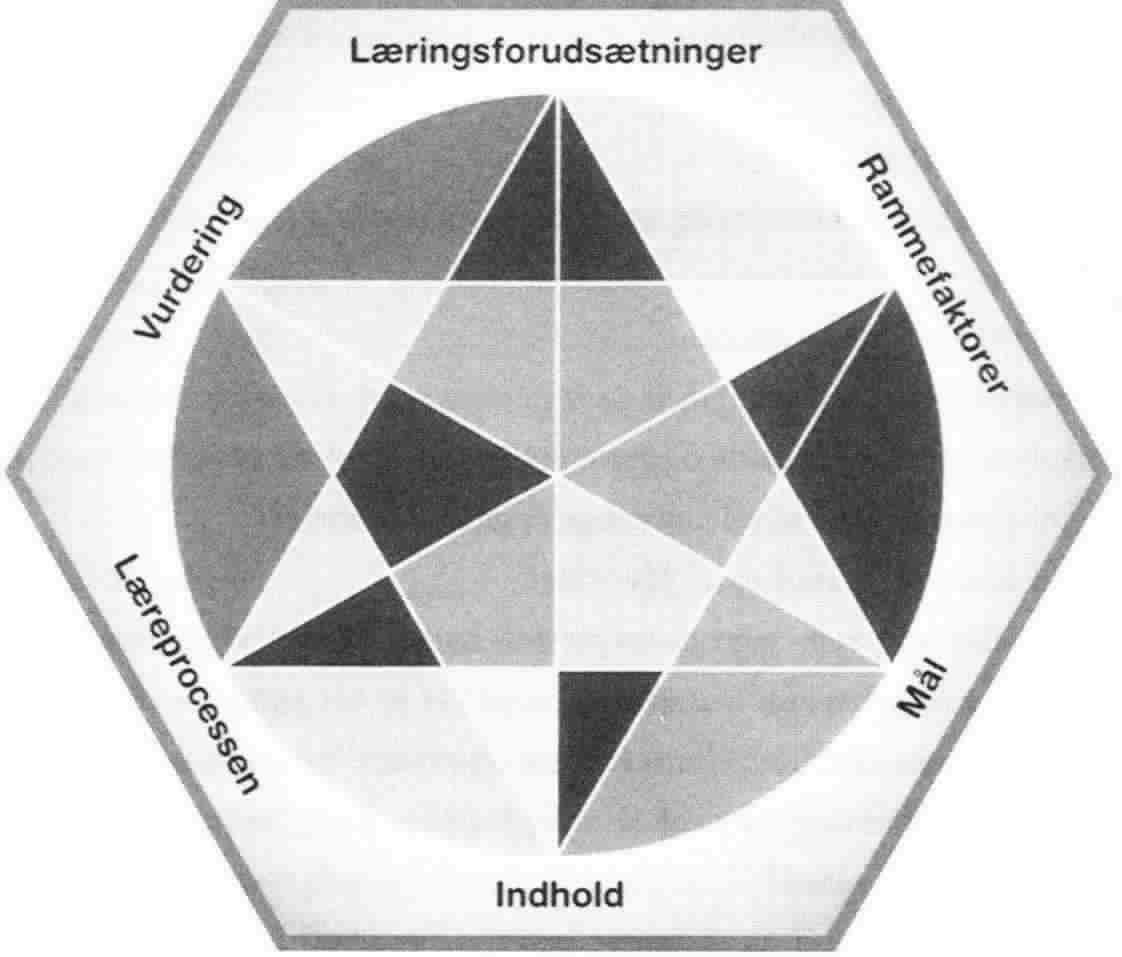 Læringsforudsætninger
Rammefaktorer
Mål
Indhold
Læreprocessen
Vurdering